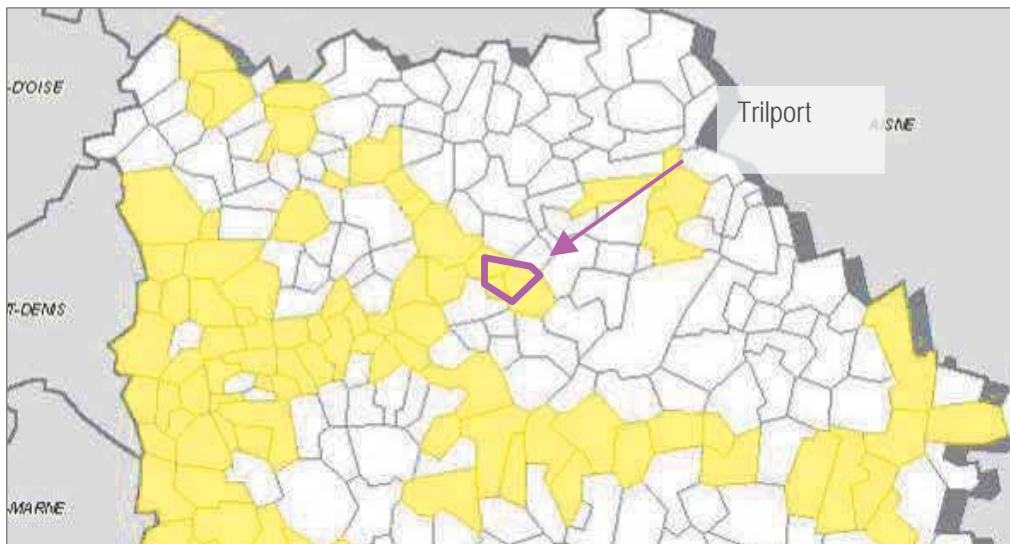 -D'OISE
Trilport
AISNE
T-DENIS
-MARNE